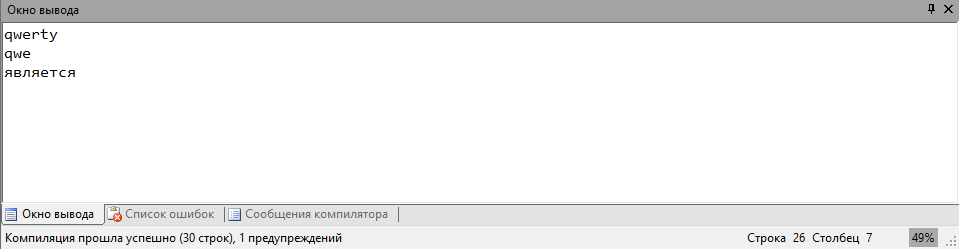 Окно вывода
qwerty
qwe
является
Окно вывода
Список ошибок
Сообщения компилятора
Компиляция прошла успешно (30 строк), 1 предупреждений
Строка 26 Столбец 7
49%